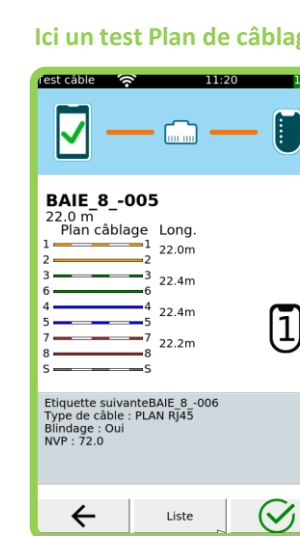 Ici un test Plan de câblag
Test câble 11:20 1
BAIE_8_-005
22.0 m
Plan câblage Long.
1 1 22.0m
2 2
3 3 22.4m
6 6
4 4 22.4m
5 5
7 7 22.2m
8 8
S S
1
Etiquette suivanteBAIE_8_-006
Type de câble : PLAN RJ45
Blindage : Oui
NVP : 72.0
Liste